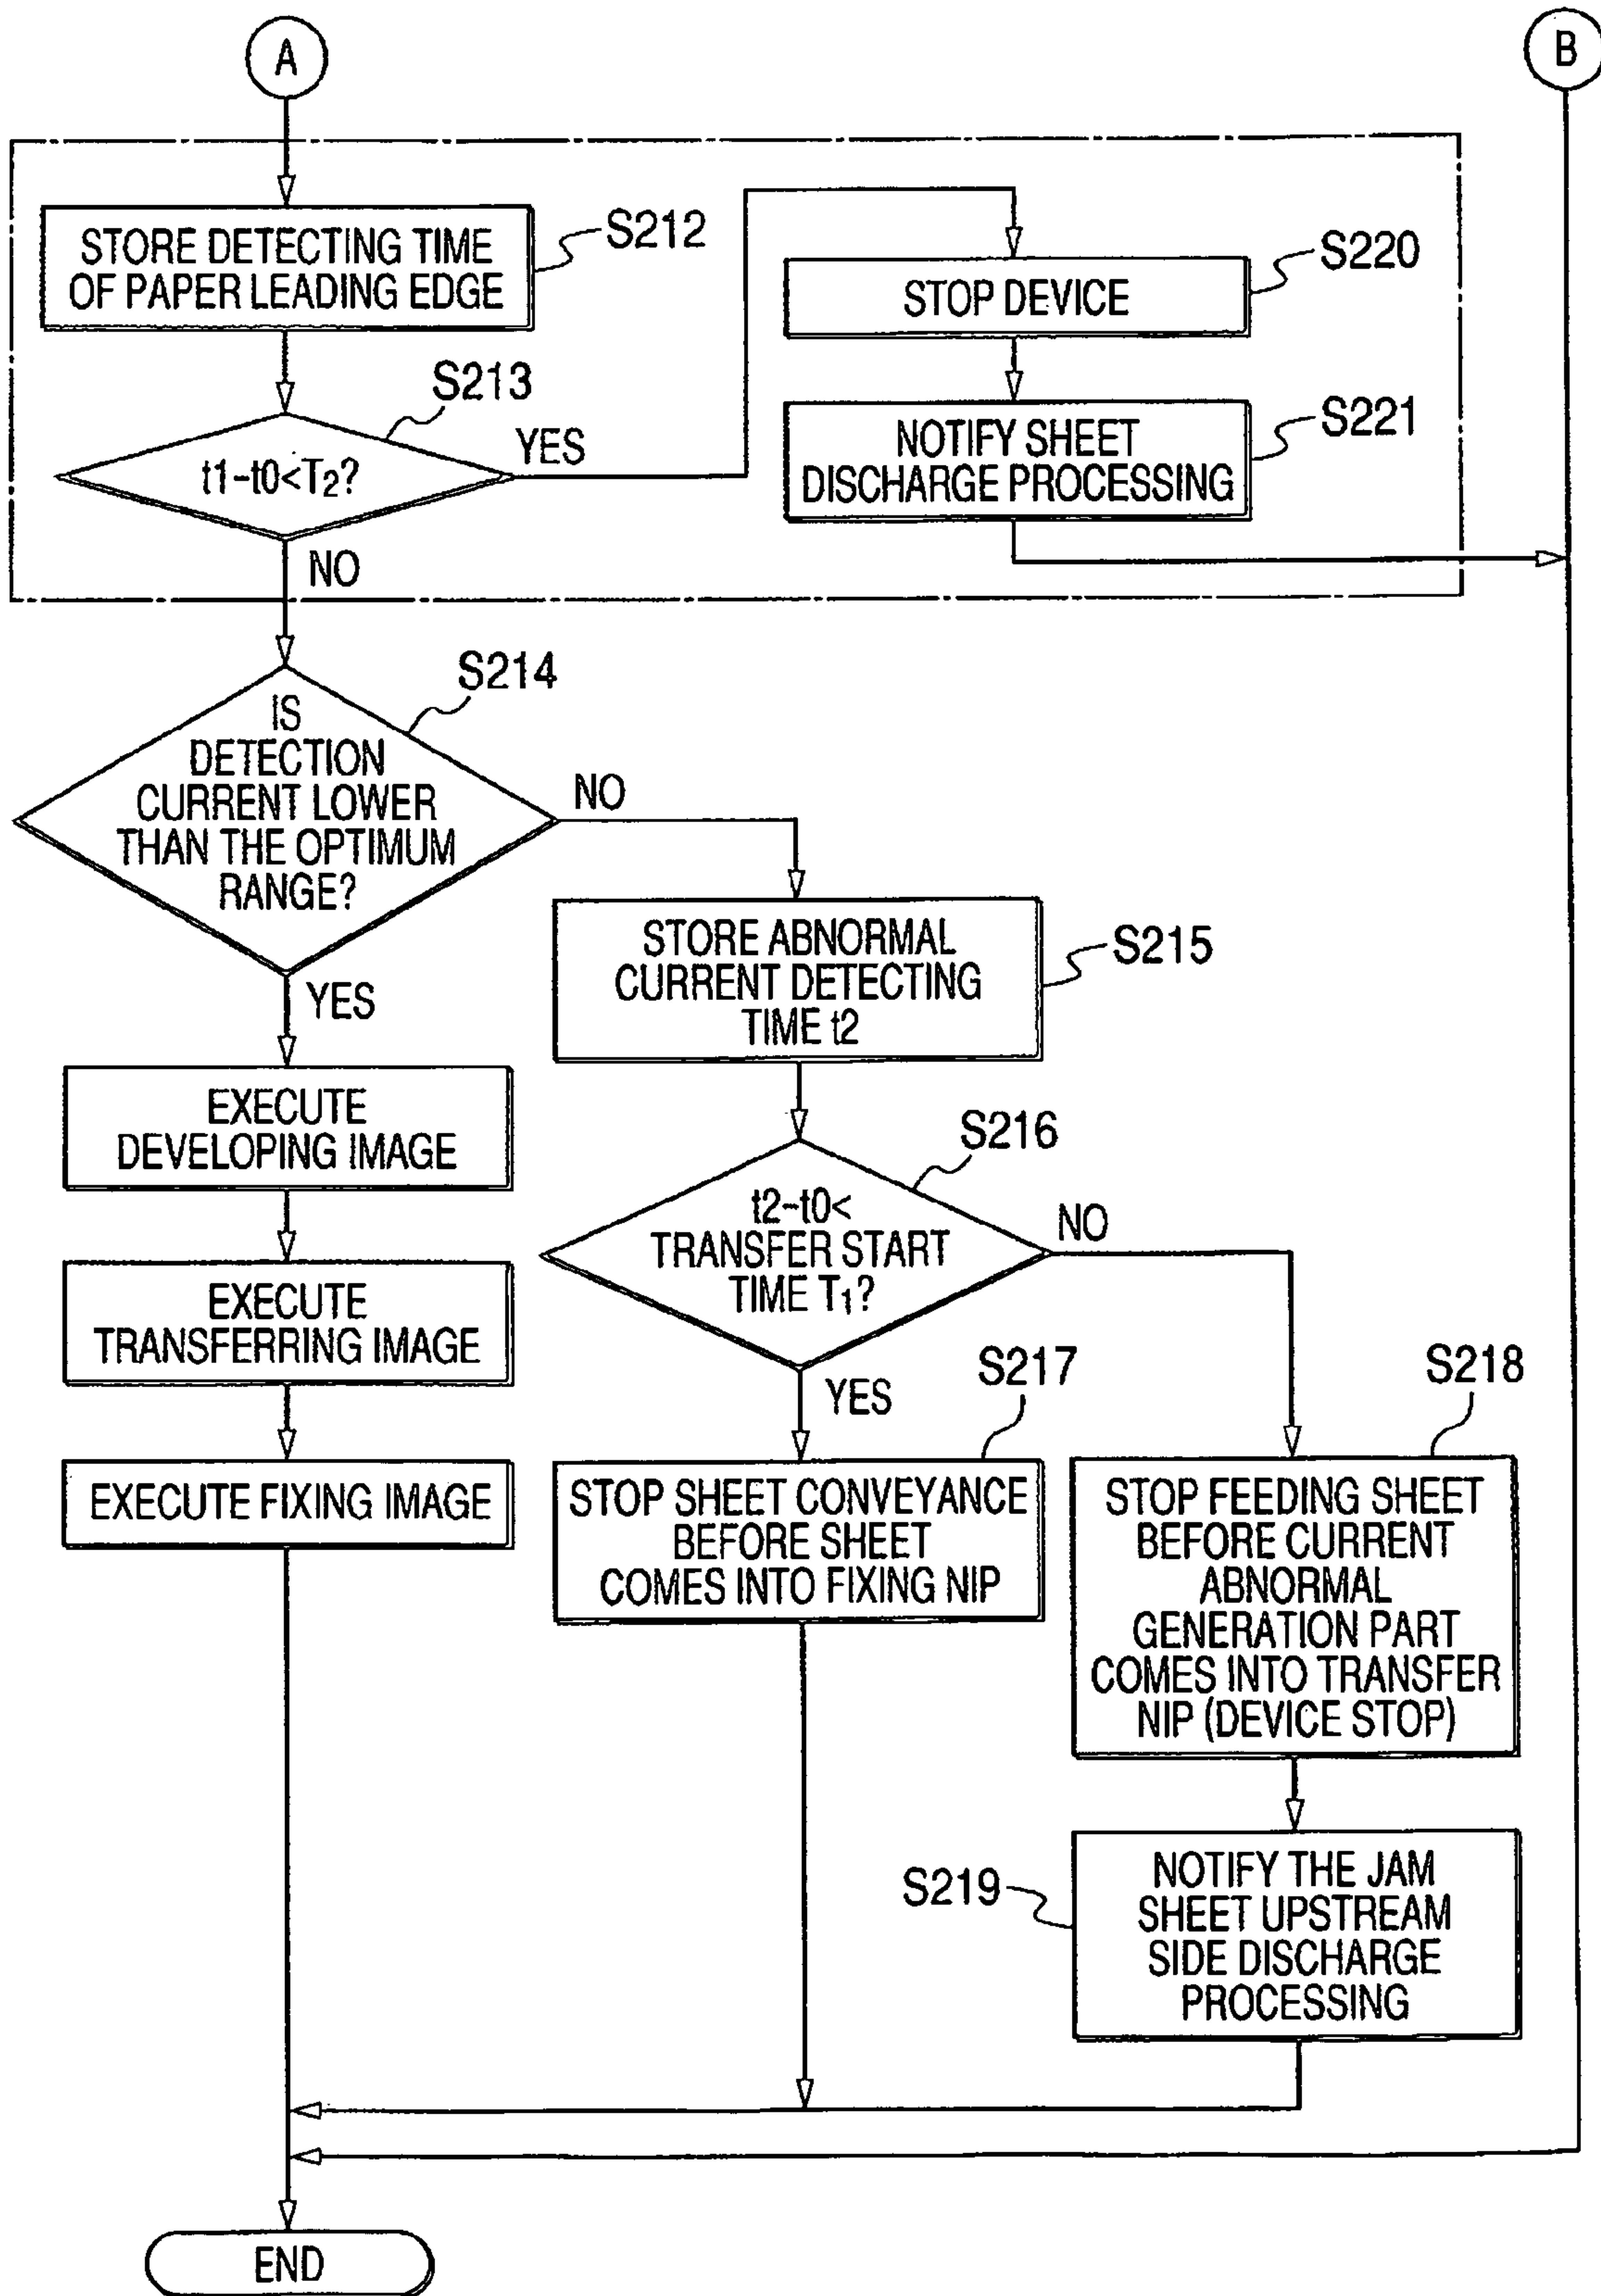 A
B
STORE DETECTING TIME
OF PAPER LEADING EDGE
S212
S213
t1-t0<T2?
YES
NO
STOP DEVICE
S220
NOTIFY SHEET
DISCHARGE PROCESSING
S221
S214
IS
DETECTION
CURRENT LOWER
THAN THE OPTIMUM
RANGE?
NO
YES
STORE ABNORMAL
CURRENT DETECTING
TIME t2
S215
EXECUTE
DEVELOPING IMAGE
EXECUTE
TRANSFERRING IMAGE
EXECUTE FIXING IMAGE
S216
t2-t0<
TRANSFER START
TIME T1?
NO
YES
S217
STOP SHEET CONVEYANCE
BEFORE SHEET
COMES INTO FIXING NIP
S218
STOP FEEDING SHEET
BEFORE CURRENT
ABNORMAL
GENERATION PART
COMES INTO TRANSFER
NIP (DEVICE STOP)
S219
NOTIFY THE JAM
SHEET UPSTREAM
SIDE DISCHARGE
PROCESSING
END